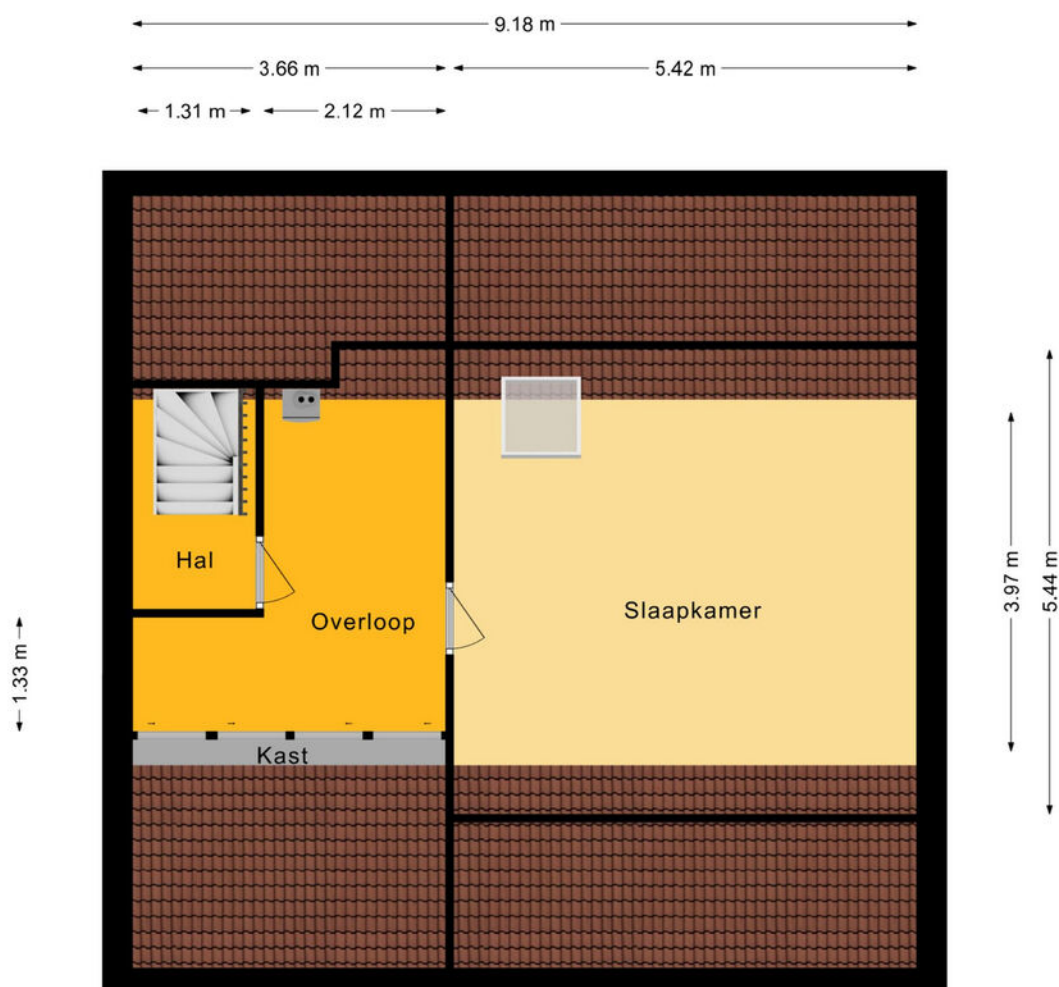 9.18 m
3.66 m
5.42 m
1.31 m
2.12 m
Hal
Overloop
Slaapkamer
Kast
1.33 m
3.97 m
5.44 m